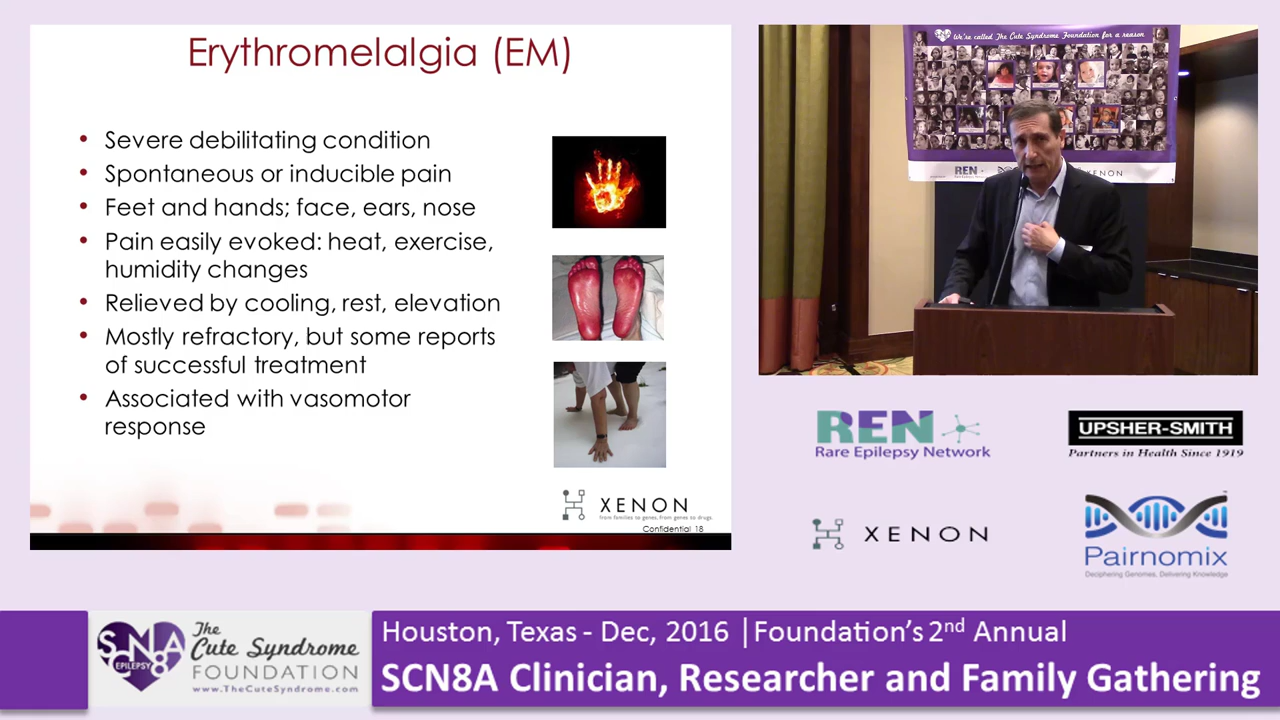 Erythromelalgia (EM)
• Severe debilitating condition
• Spontaneous or inducible pain
• Feet and hands; face, ears, nose
• Pain easily evoked: heat, exercise,
humidity changes
• Relieved by cooling, rest, elevation
• Mostly refractory, but some reports
of successful treatment
• Associated with vasomotor
response
XENON
from families to genes, from genes to drugs.
Confidential 18
We're called The Cute Syndrome Foundation for a reason
REN
XENON
REN
Rare Epilepsy Network
UPSHER-SMITH
Partners in Health Since 1919
XENON
Pairnomix
Deciphering Genomes, Delivering Knowledge
SCN8A
EPILEPSY
The
Cute Syndrome
FOUNDATION
www.TheCuteSyndrome.com
Houston, Texas - Dec, 2016 | Foundation's 2nd Annual
SCN8A Clinician, Researcher and Family Gathering